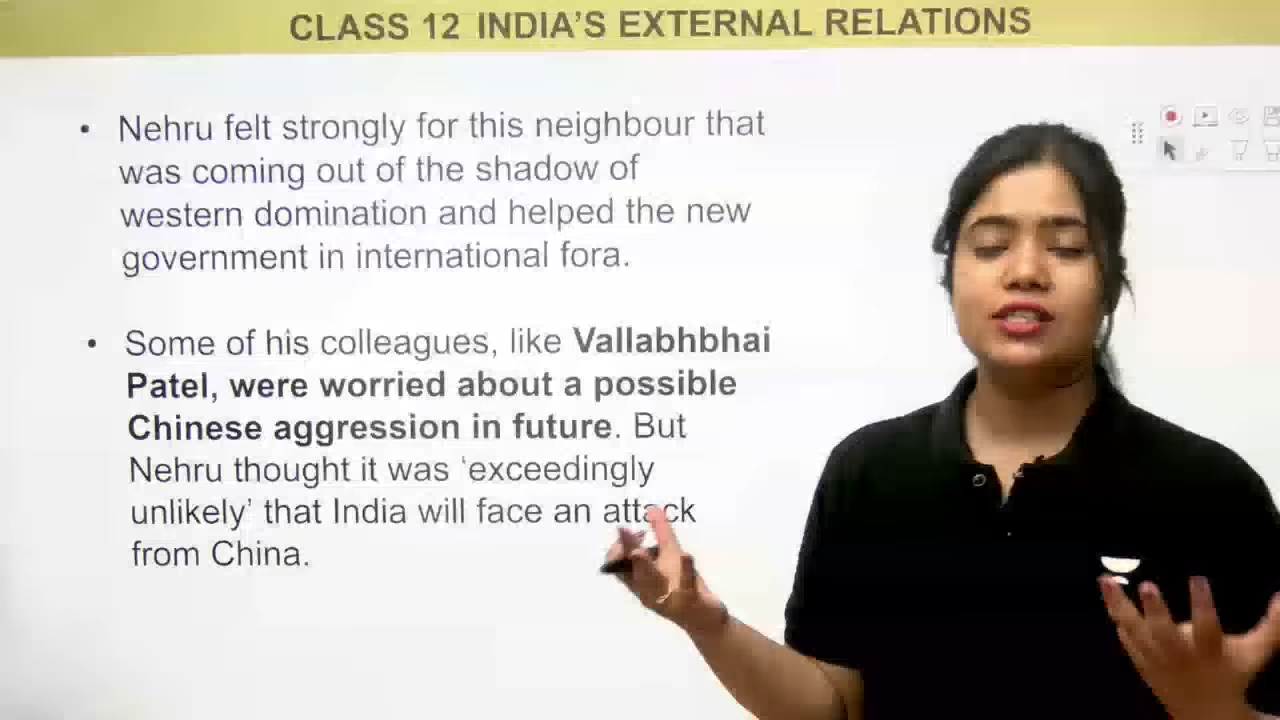 CLASS 12 INDIA'S EXTERNAL RELATIONS
• Nehru felt strongly for this neighbour that
was coming out of the shadow of
western domination and helped the new
government in international fora.
• Some of his colleagues, like Vallabhbhai
Patel, were worried about a possible
Chinese aggression in future. But
Nehru thought it was ‘exceedingly
unlikely’ that India will face an attack
from China.